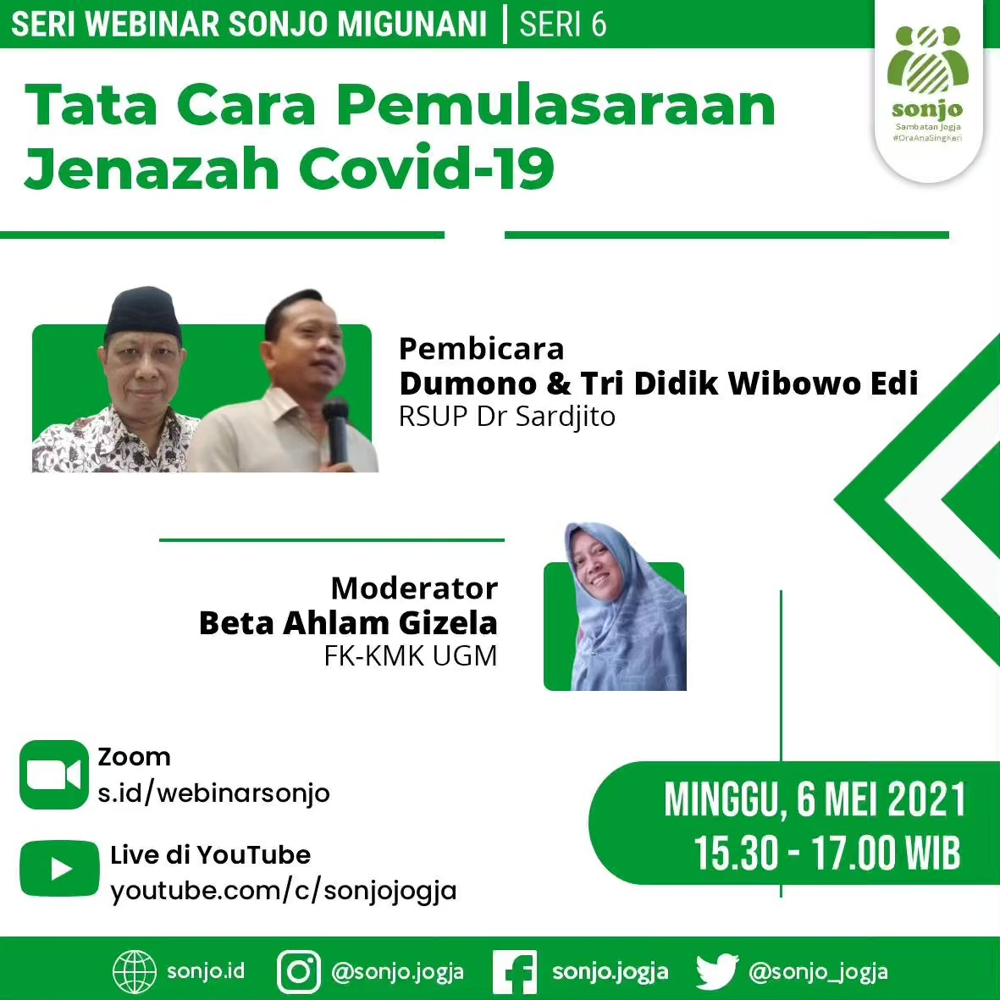 SERI WEBINAR SONJO MIGUNANI | SERI 6
sonjo
Sambatan Jogja
#OraAnaSingKeri
Tata Cara Pemulasaraan
Jenazah Covid-19
Pembicara
Dumono & Tri Didik Wibowo Edi
RSUP Dr Sardjito
Moderator
Beta Ahlam Gizela
FK-KMK UGM
Zoom
s.id/webinarsonjo
Live di YouTube
youtube.com/c/sonjojogja
MINGGU, 6 MEI 2021
15.30 - 17.00 WIB
sonjo.id
@sonjo.jogja
sonjo.jogja
@sonjo_jogja